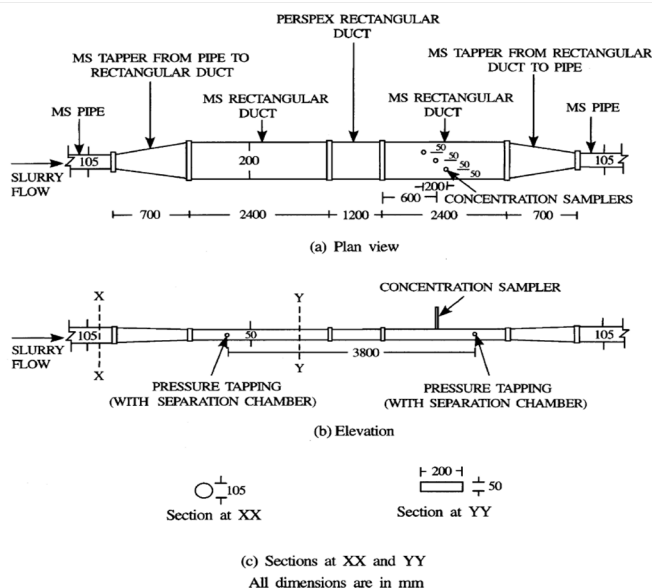 PERSPEX RECTANGULAR
DUCT
MS TAPPER FROM PIPE TO
RECTANGULAR DUCT
MS TAPPER FROM RECTANGULAR
DUCT TO PIPE
MS RECTANGULAR
DUCT
MS RECTANGULAR
DUCT
MS PIPE
MS PIPE
105
200
50
50
50
50
105
SLURRY
FLOW
200
600
CONCENTRATION SAMPLERS
700
2400
1200
2400
700
(a) Plan view
CONCENTRATION SAMPLER
X
Y
105
50
105
SLURRY
FLOW
3800
X
Y
PRESSURE TAPPING
(WITH SEPARATION CHAMBER)
PRESSURE TAPPING
(WITH SEPARATION CHAMBER)
(b) Elevation
105
Section at XX
200
50
Section at YY
(c) Sections at XX and YY
All dimensions are in mm